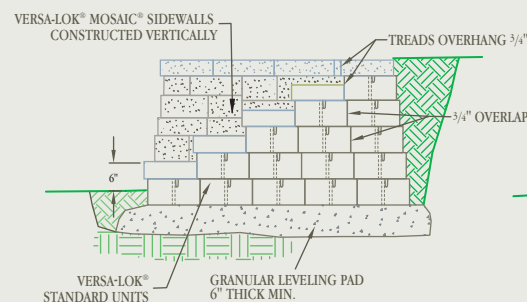 VERSA-LOK® MOSAIC® SIDEWALLS
CONSTRUCTED VERTICALLY
TREADS OVERHANG 3/4"
3/4" OVERLAP
6"
VERSA-LOK®
STANDARD UNITS
GRANULAR LEVELING PAD
6" THICK MIN.